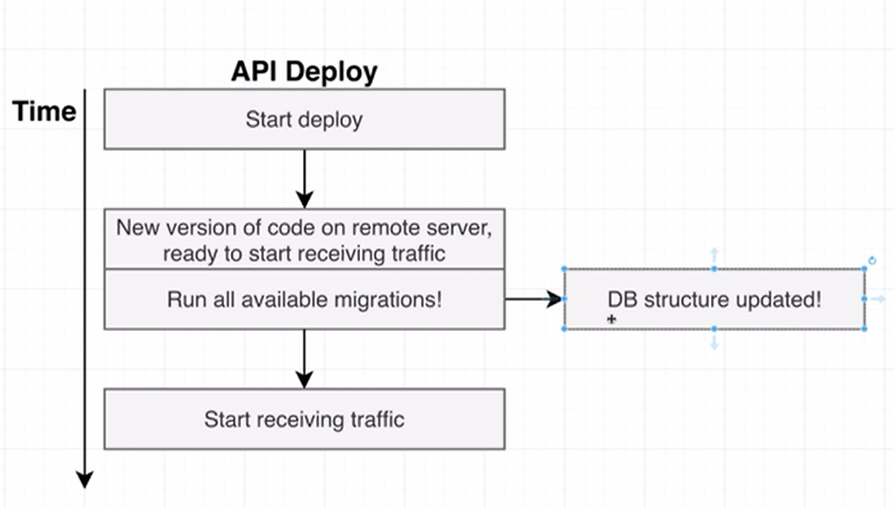 API Deploy
Time
Start deploy
New version of code on remote server,
ready to start receiving traffic
Run all available migrations!
DB structure updated!
Start receiving traffic